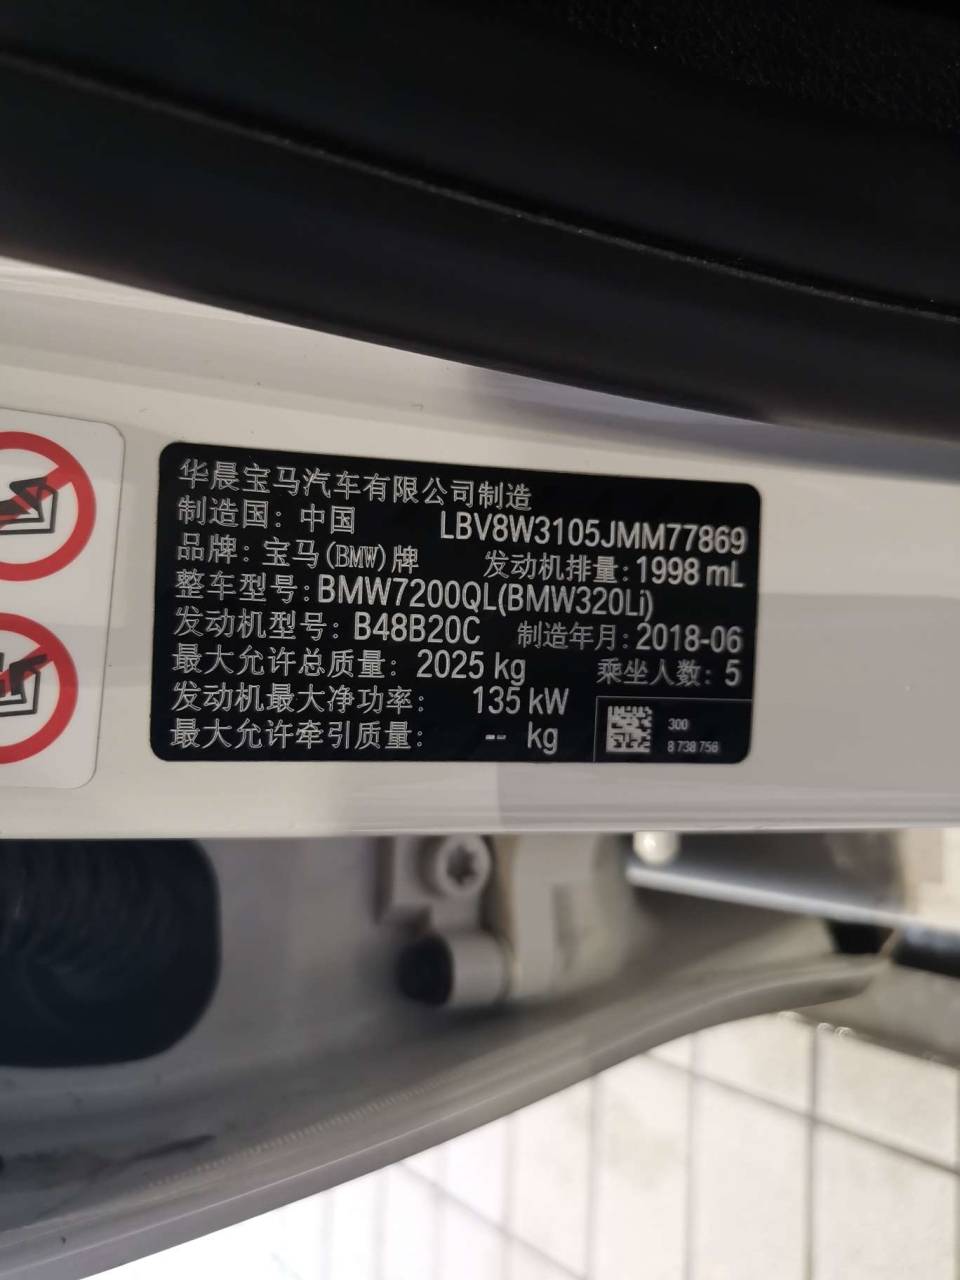 华晨宝马汽车有限公司制造
制造国：中国 LBV8W3105JMM77869
品牌：宝马(BMW)牌 发动机排量：1998 mL
整车型号：BMW7200QL(BMW320Li)
发动机型号：B48B20C 制造年月：2018-06
最大允许总质量：2025 kg 乘坐人数：5
发动机最大净功率：135 kW
最大允许牵引质量：-- kg
300
8 738 756